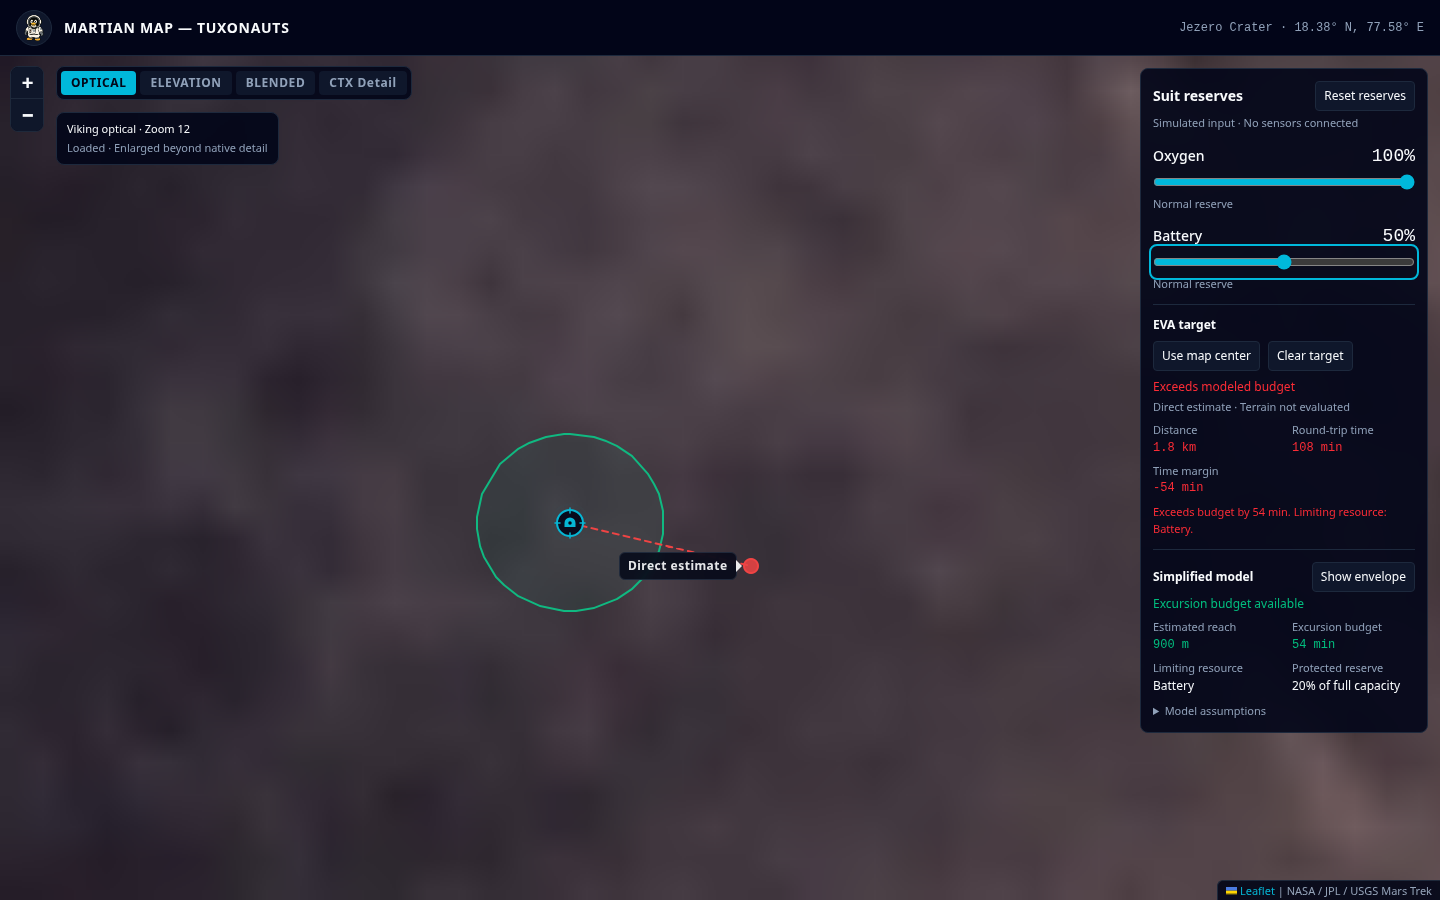 MARTIAN MAP — TUXONAUTS
Jezero Crater · 18.38° N, 77.58° E
+
−
OPTICAL
ELEVATION
BLENDED
CTX Detail
Viking optical · Zoom 12
Loaded · Enlarged beyond native detail
Suit reserves
Reset reserves
Simulated input · No sensors connected
Oxygen
100%
Normal reserve
Battery
50%
Normal reserve
EVA target
Use map center
Clear target
Exceeds modeled budget
Direct estimate · Terrain not evaluated
Distance
Round-trip time
1.8 km
108 min
Time margin
-54 min
Exceeds budget by 54 min. Limiting resource:
Battery.
Direct estimate
Simplified model
Show envelope
Excursion budget available
Estimated reach
Excursion budget
900 m
54 min
Limiting resource
Protected reserve
Battery
20% of full capacity
Model assumptions
Leaflet | NASA / JPL / USGS Mars Trek